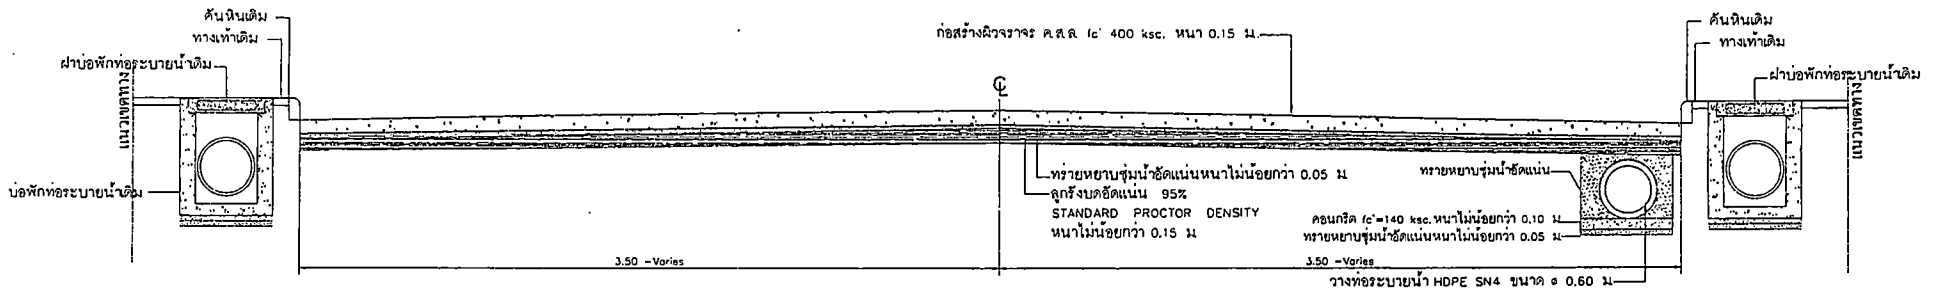 คันหินเดิม
ทางเท้าเดิม
ฝาบ่อพักท่อระบายน้ำเดิม
แนวเขตทาง
บ่อพักท่อระบายน้ำเดิม
ก่อสร้างผิวจราจร ค.ส.ล. fc' 400 ksc. หนา 0.15 ม.
CL
คันหินเดิม
ทางเท้าเดิม
ฝาบ่อพักท่อระบายน้ำเดิม
แนวเขตทาง
ทรายหยาบชุ่มน้ำอัดแน่นหนาไม่น้อยกว่า 0.05 ม
ลูกรังบดอัดแน่น 95%
STANDARD PROCTOR DENSITY
หนาไม่น้อยกว่า 0.15 ม
ทรายหยาบชุ่มน้ำอัดแน่น
คอนกรีต fc'=140 ksc.หนาไม่น้อยกว่า 0.10 ม
ทรายหยาบชุ่มน้ำอัดแน่นหนาไม่น้อยกว่า 0.05 ม
3.50 -Varies
3.50 -Varies
วางท่อระบายน้ำ HDPE SN4 ขนาด ø 0.60 ม